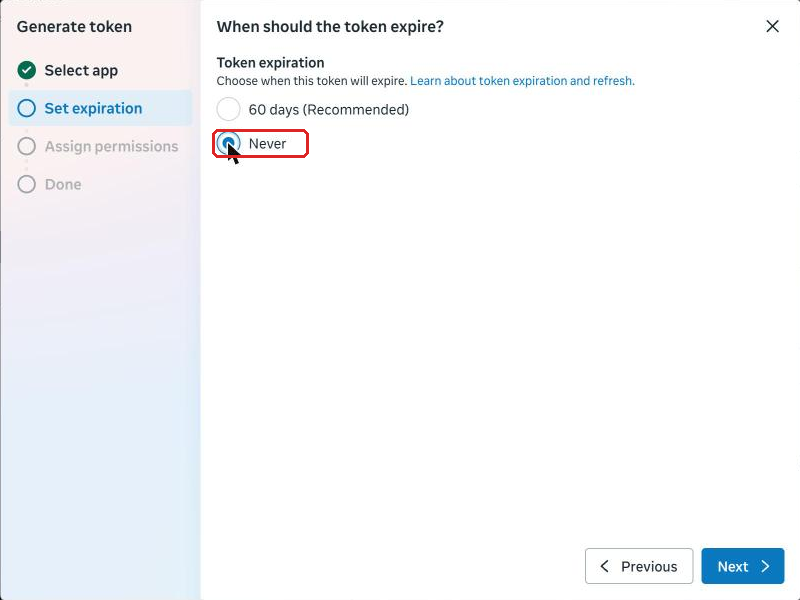 Generate token
Select app
Set expiration
Assign permissions
Done
When should the token expire?
Token expiration
Choose when this token will expire. Learn about token expiration and refresh.
60 days (Recommended)
Never
Previous
Next